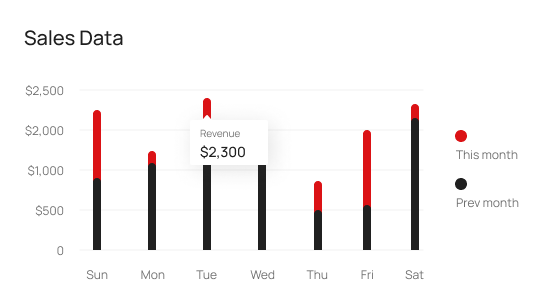 Sales Data
$2,500
$2,000
$1,000
$500
0
Revenue
$2,300
Sun Mon Tue Wed Thu Fri Sat
This month
Prev month